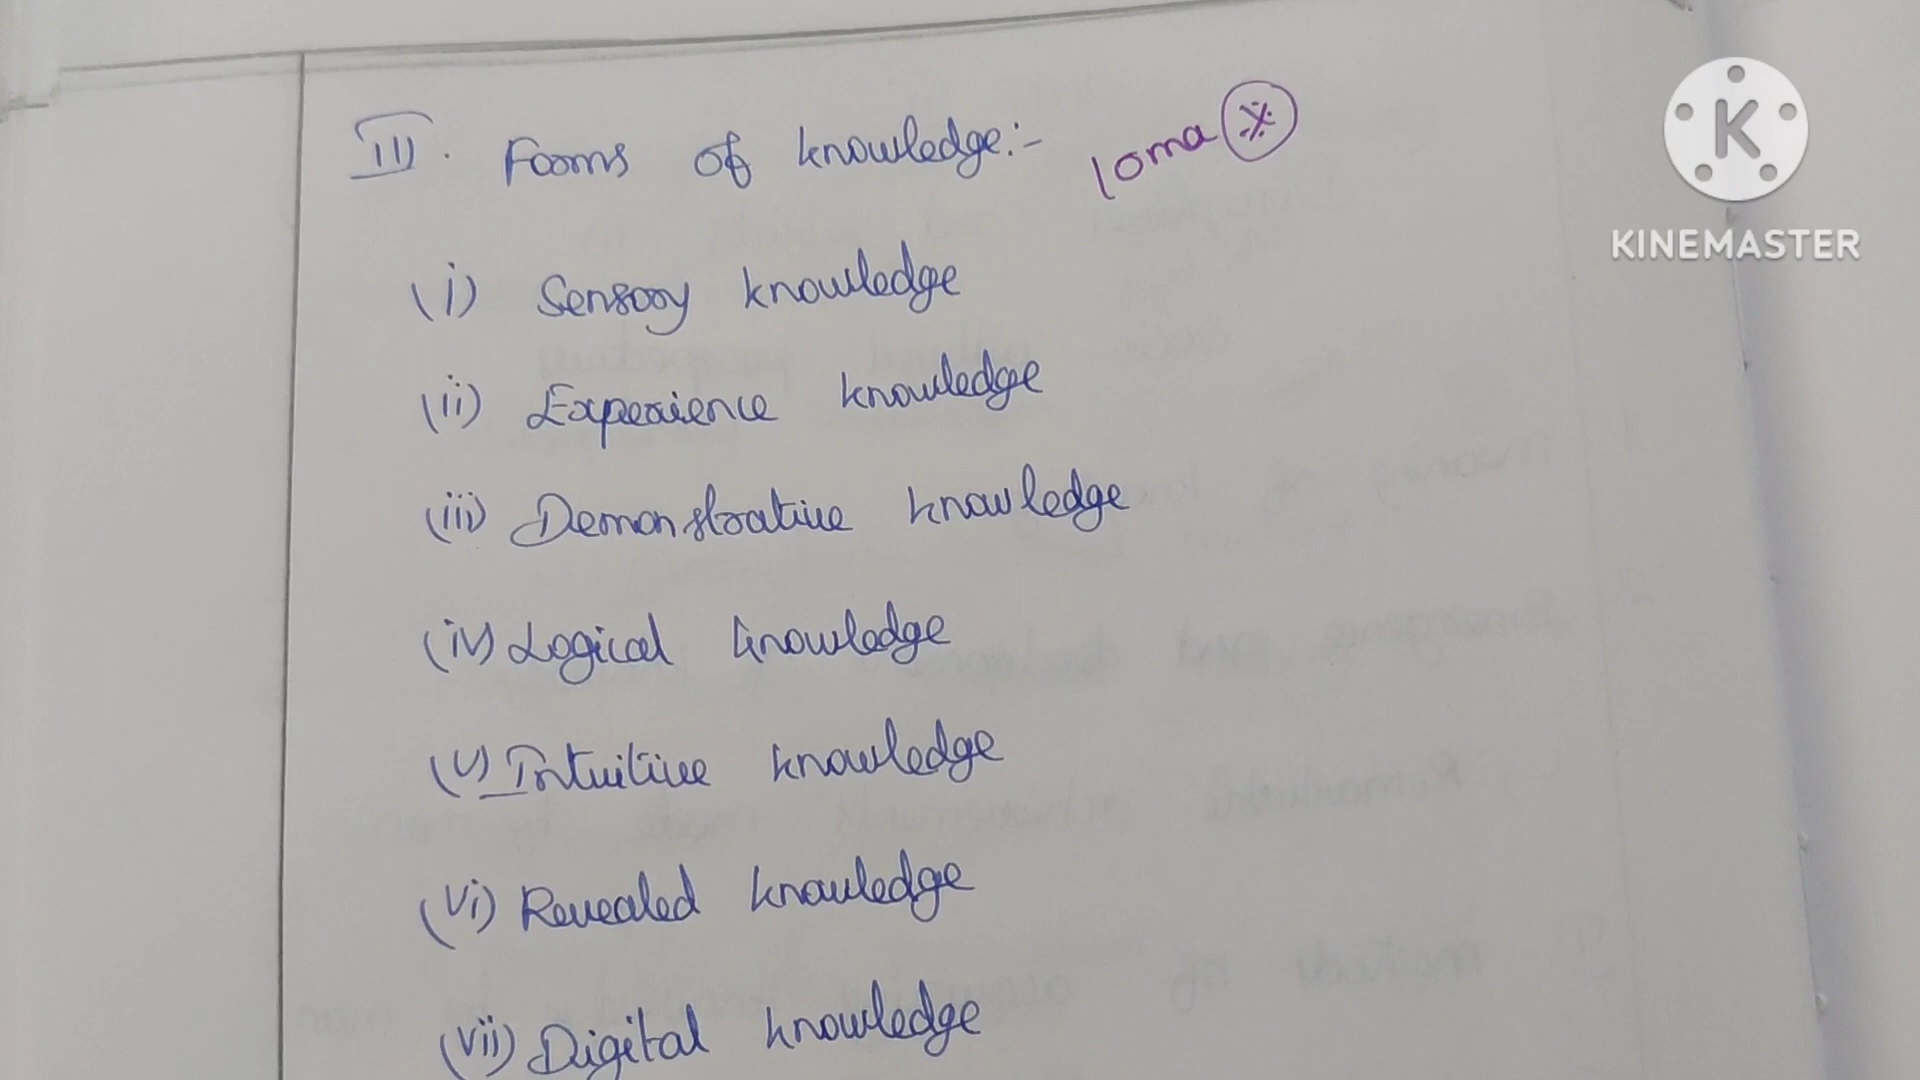 III. Forms of knowledge:- 10ma
K
KINEMASTER
(i) Sensory knowledge
(ii) Experience knowledge
(iii) Demonstrative knowledge
(iv) Logical knowledge
(v) Intuitive knowledge
(vi) Revealed knowledge
(vii) Digital knowledge